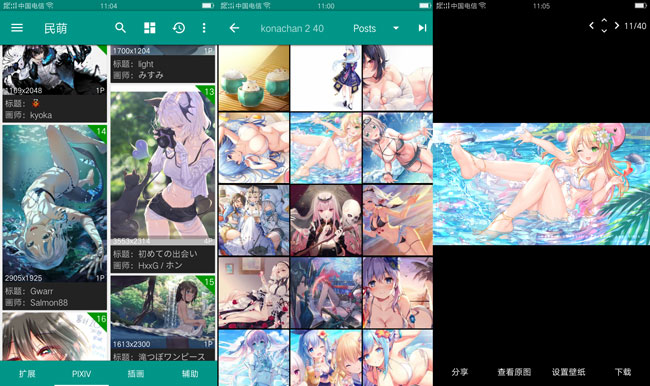 中国电信
11:04
民萌
1169x2048
1P
标题：
画师： kyoka
1700x1204
1P
标题： light
画师： みすみ
14
2905x1925
1P
标题： Gwarr
画师： Salmon88
13
3553x2314
4P
标题： 初めての出会い
画师： HxxG / ホン
16
15
1613x2300
1P
标题： 滝つぼワンピース
扩展
PIXIV
插画
辅助
中国电信
11:00
konachan 2 40
Posts
中国电信
11:05
11/40
分享
查看原图
设置壁纸
下载